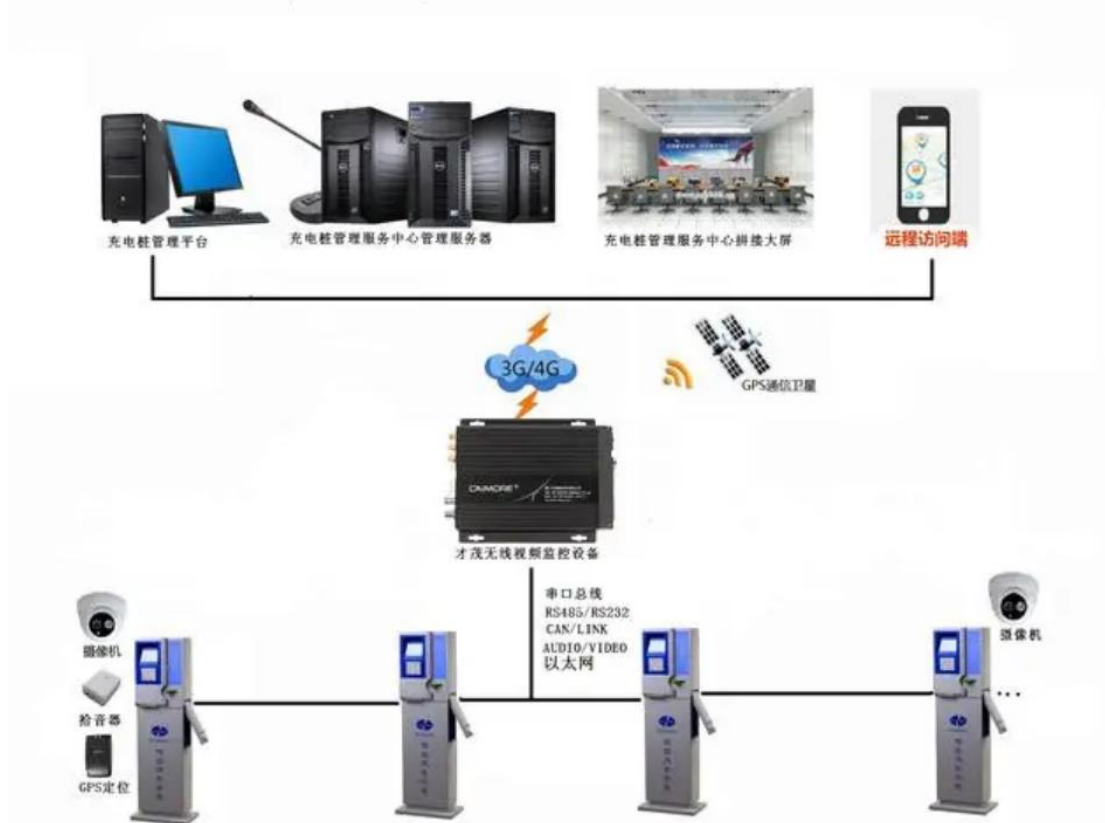 充电桩管理平台
充电桩管理服务中心管理服务器
充电桩管理服务中心拼接大屏
远程访问端
3G/4G
GPS通信卫星
CAIMORE
才茂无线视频监控设备
串口总线
RS485/RS232
CAN/LINK
AUDIO/VIDEO
以太网
摄像机
摄像机
拾音器
GPS定位
...